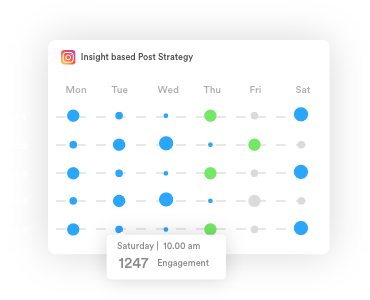 Insight based Post Strategy
Mon Tue Wed Thu Fri Sat
Saturday | 10.00 am
1247 Engagement